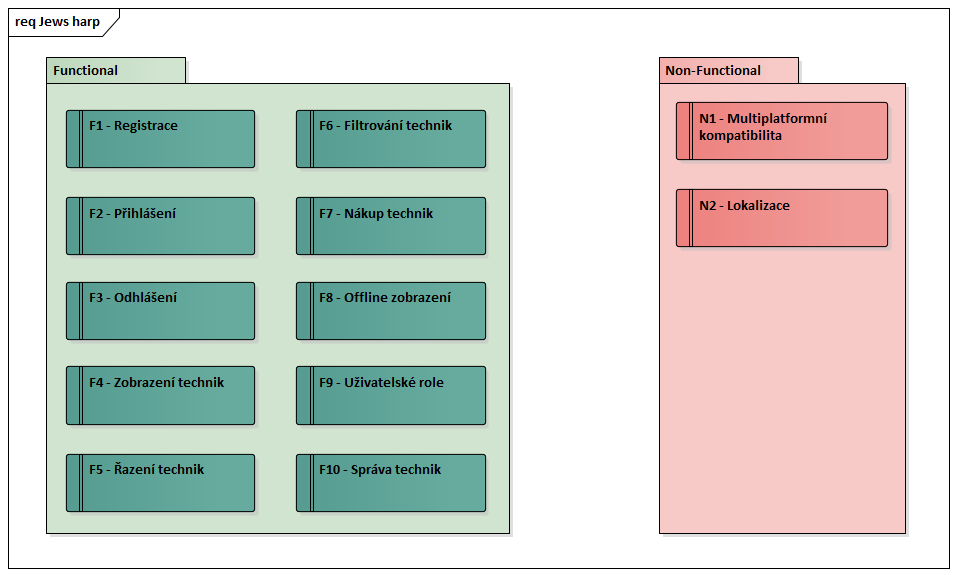 req Jews harp
Functional
F1 - Registrace
F2 - Přihlášení
F3 - Odhlášení
F4 - Zobrazení technik
F5 - Řazení technik
F6 - Filtrování technik
F7 - Nákup technik
F8 - Offline zobrazení
F9 - Uživatelské role
F10 - Správa technik
Non-Functional
N1 - Multiplatformní
kompatibilita
N2 - Lokalizace